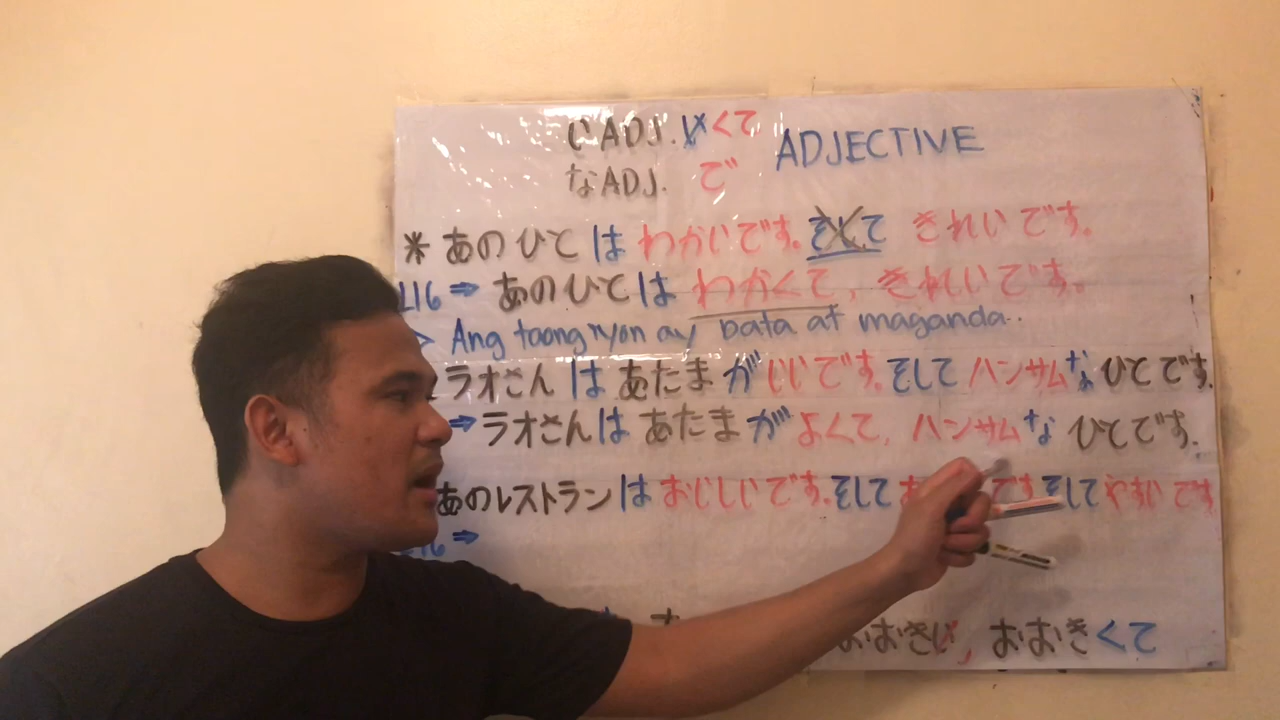 いADJ. いくて
ADJECTIVE
なADJ. で
* あのひとは わかいです。そして きれいです。
L16 ⇒ あのひとは わかくて, きれいです。
> Ang taong "yon ay bata at maganda..
ラオさんはあたまがいいです。そして ハンサムな ひとです。
⇒ ラオさんは あたまが よくて, ハンサムな ひとです。
あのレストランは おいしいです。そして です そして やすいです
L16 ⇒
おおきい, おおきくて